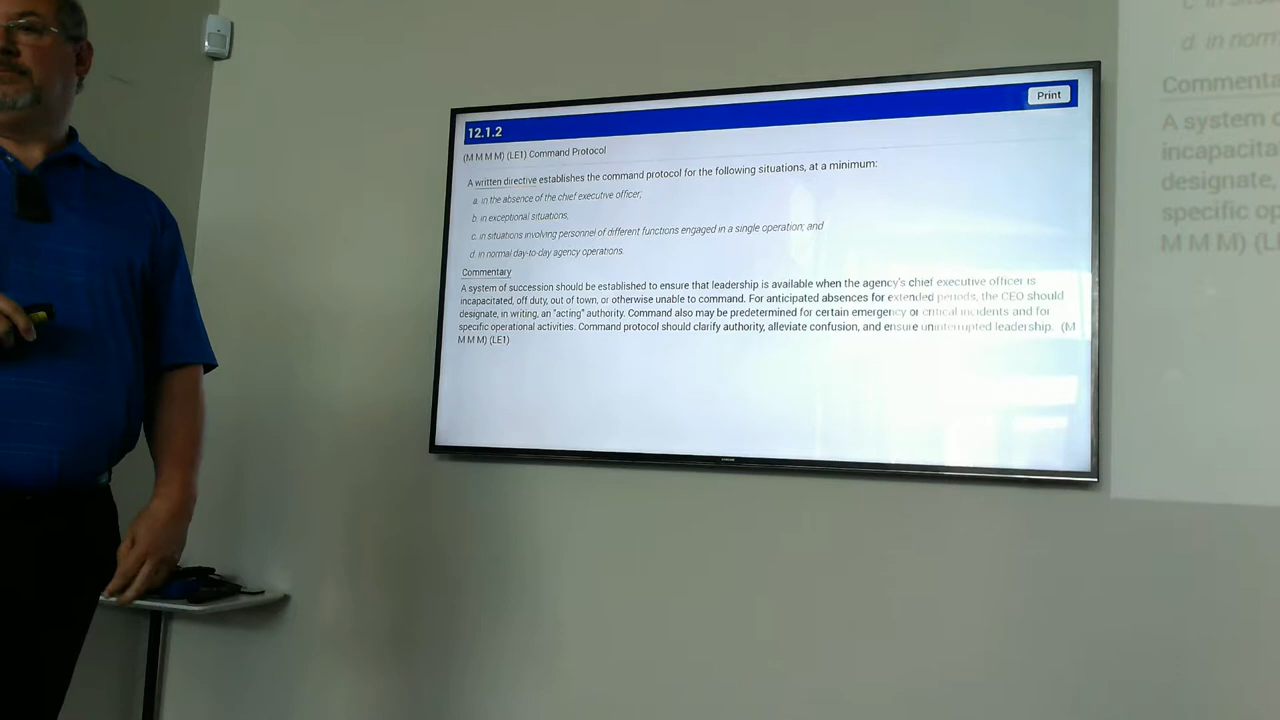 12.1.2
Print
(M M M M) (LE1) Command Protocol
A written directive establishes the command protocol for the following situations, at a minimum:
a. in the absence of the chief executive officer;
b. in exceptional situations;
c. in situations involving personnel of different functions engaged in a single operation; and
d. in normal day-to-day agency operations.
Commentary
A system of succession should be established to ensure that leadership is available when the agency's chief executive officer is
incapacitated, off duty, out of town, or otherwise unable to command. For anticipated absences for extended periods, the CEO should
designate, in writing, an "acting" authority. Command also may be predetermined for certain emergency or critical incidents and for
specific operational activities. Command protocol should clarify authority, alleviate confusion, and ensure uninterrupted leadership. (M
M M M) (LE1)
SAMSUNG
d. in norm
Commenta
A system o
incapacita
designate,
specific op
M M M) (L